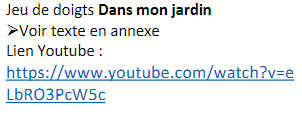 Jeu de doigts Dans mon jardin
➢Voir texte en annexe
Lien Youtube :
https://www.youtube.com/watch?v=e
LbRO3PcW5c